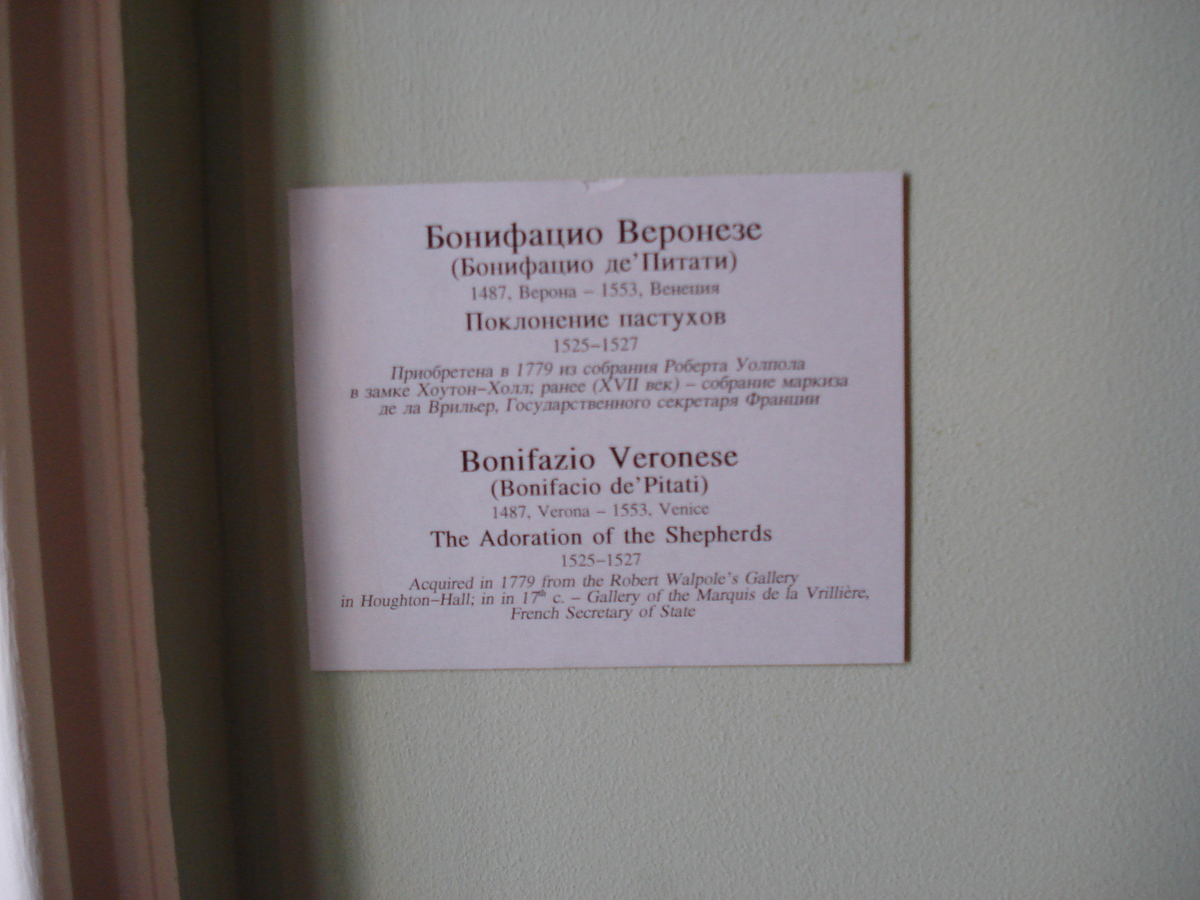 Бонифацио Веронезе
(Бонифацио де'Питати)
1487, Верона – 1553, Венеция
Поклонение пастухов
1525–1527
Приобретена в 1779 из собрания Роберта Уолпола
в замке Хоутон–Холл; ранее (XVII век) – собрание маркиза
де ла Врильер, Государственного секретаря Франции
Bonifazio Veronese
(Bonifacio de'Pitati)
1487, Verona – 1553, Venice
The Adoration of the Shepherds
1525–1527
Acquired in 1779 from the Robert Walpole's Gallery
in Houghton–Hall; in in 17th c. – Gallery of the Marquis de la Vrillière,
French Secretary of State